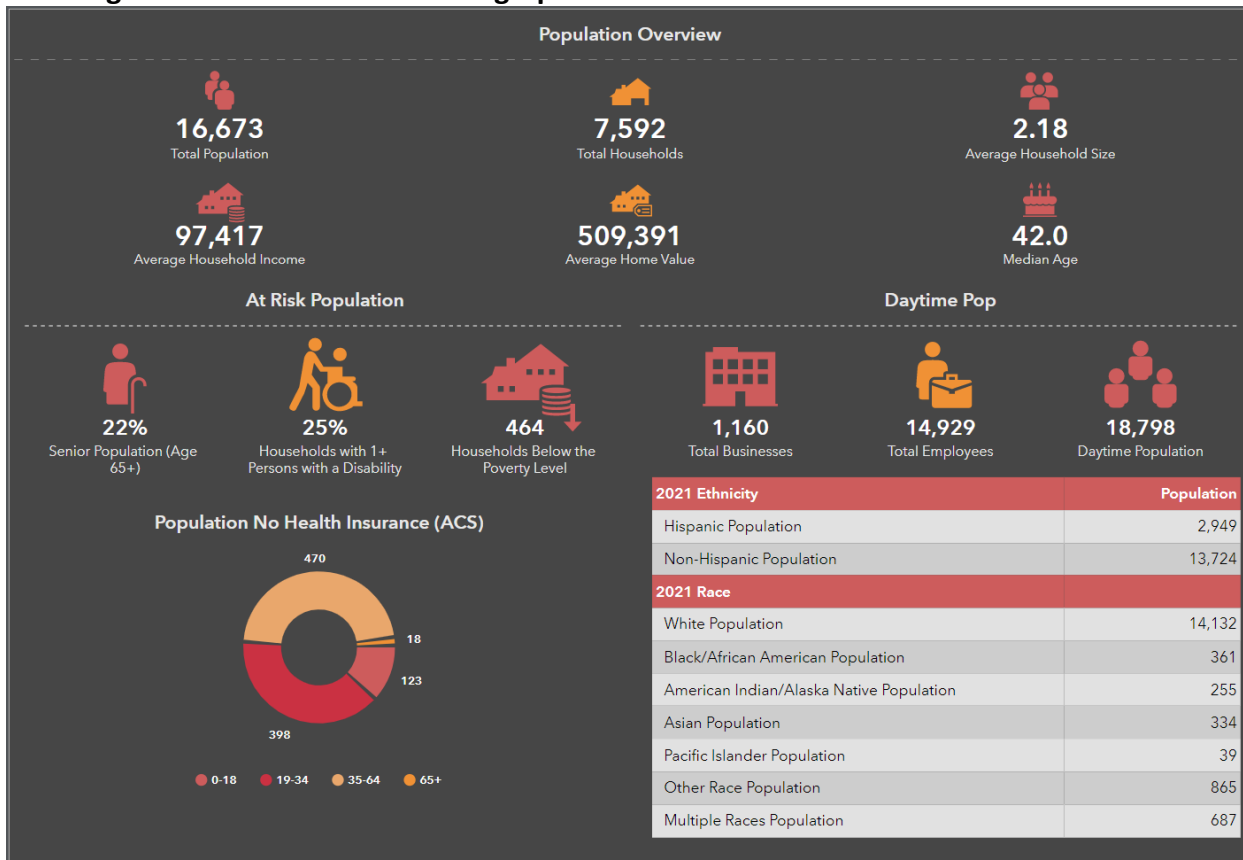 Population Overview
16,673
Total Population
7,592
Total Households
2.18
Average Household Size
97,417
Average Household Income
509,391
Average Home Value
42.0
Median Age
At Risk Population
22%
Senior Population (Age
65+)
25%
Households with 1+
Persons with a Disability
464
Households Below the
Poverty Level
Daytime Pop
1,160
Total Businesses
14,929
Total Employees
18,798
Daytime Population
Population No Health Insurance (ACS)
470
18
123
398
0-18 19-34 35-64 65+
2021 Ethnicity Population
Hispanic Population 2,949
Non-Hispanic Population 13,724
2021 Race
White Population 14,132
Black/African American Population 361
American Indian/Alaska Native Population 255
Asian Population 334
Pacific Islander Population 39
Other Race Population 865
Multiple Races Population 687